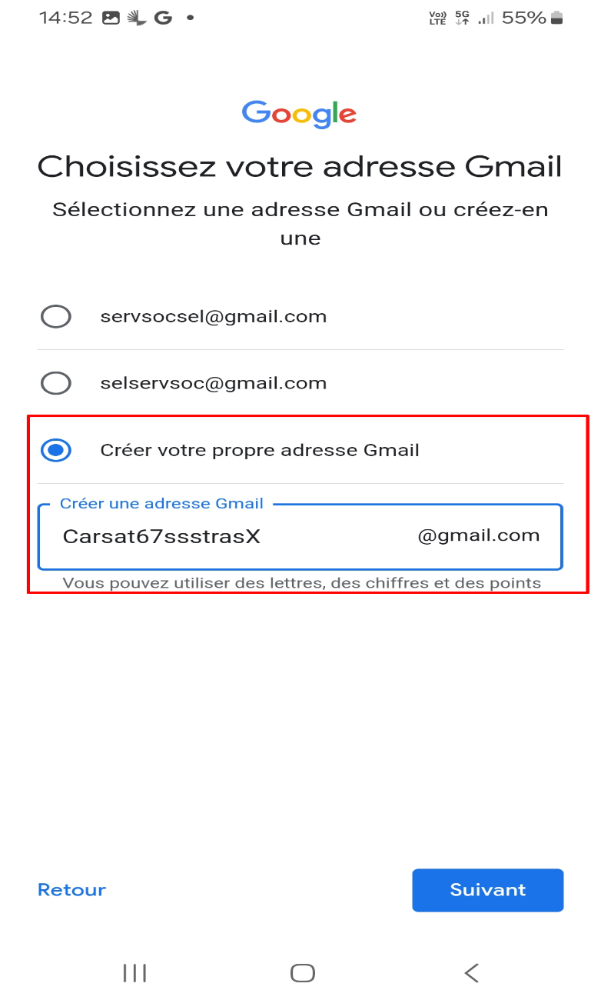 14:52
Vo)) LTE 5G 55%
Google
Choisissez votre adresse Gmail
Sélectionnez une adresse Gmail ou créez-en
une
servsocsel@gmail.com
selservsoc@gmail.com
Créer votre propre adresse Gmail
Créer une adresse Gmail
Carsat67ssstrasX @gmail.com
Vous pouvez utiliser des lettres, des chiffres et des points
Retour Suivant